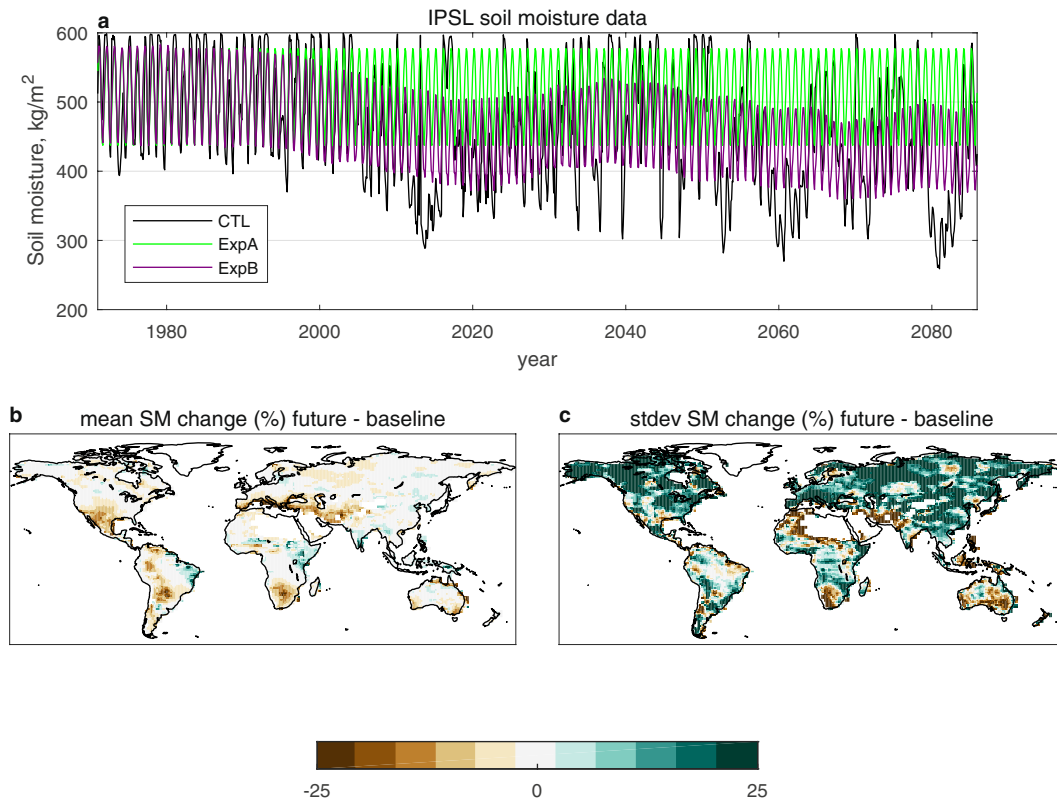 a IPSL soil moisture data
600
500
400
300
200
Soil moisture, kg/m²
CTL
ExpA
ExpB
1980 2000 2020 2040 2060 2080
year
b mean SM change (%) future - baseline
c stdev SM change (%) future - baseline
-25 0 25